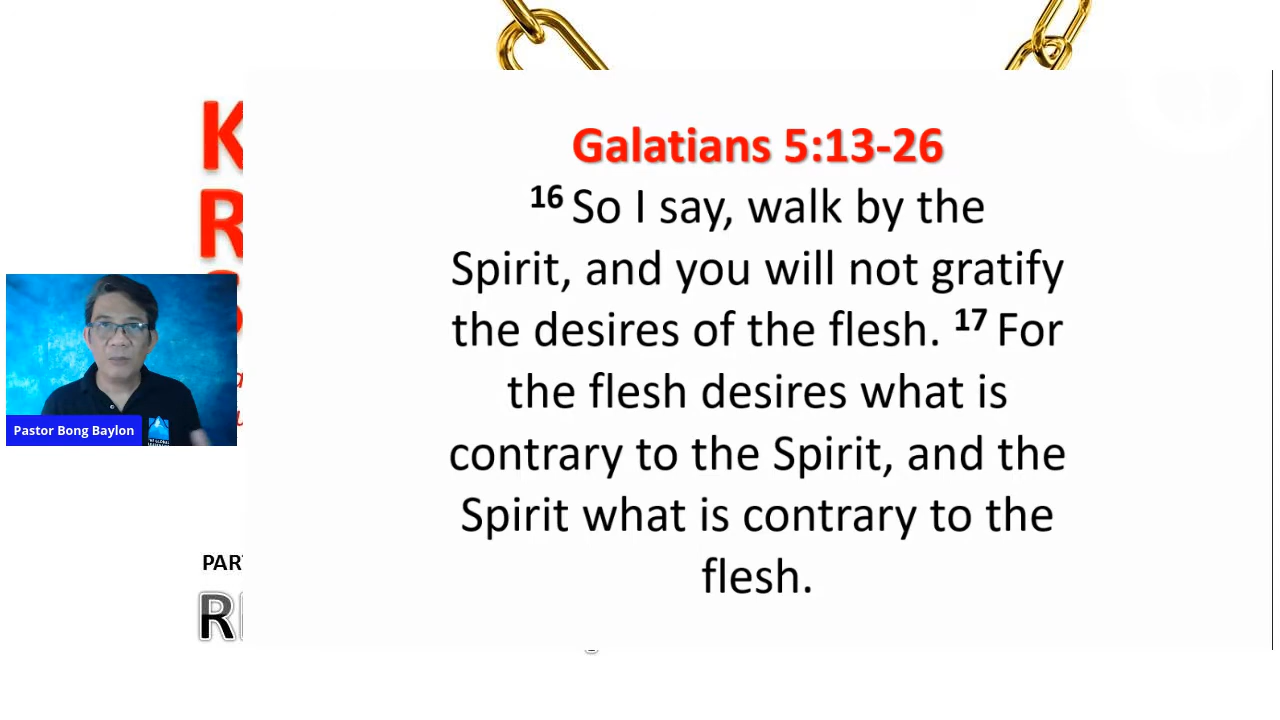 Galatians 5:13-26
16 So I say, walk by the
Spirit, and you will not gratify
the desires of the flesh. 17 For
the flesh desires what is
contrary to the Spirit, and the
Spirit what is contrary to the
flesh.
Pastor Bong Baylon
K
R
PAR
R